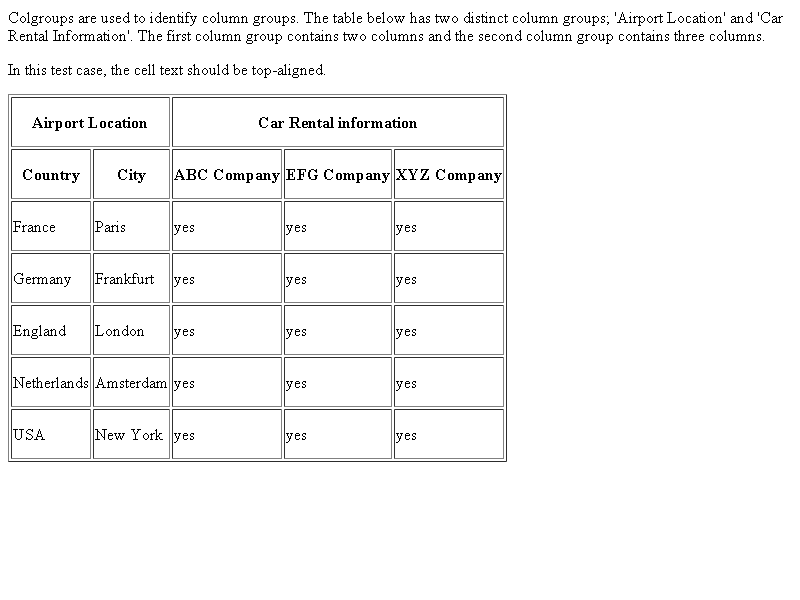 Colgroups are used to identify column groups. The table below has two distinct column groups; 'Airport Location' and 'Car
Rental Information'. The first column group contains two columns and the second column group contains three columns.
In this test case, the cell text should be top-aligned.
Airport Location Car Rental information
Country City ABC Company EFG Company XYZ Company
France Paris yes yes yes
Germany Frankfurt yes yes yes
England London yes yes yes
Netherlands Amsterdam yes yes yes
USA New York yes yes yes